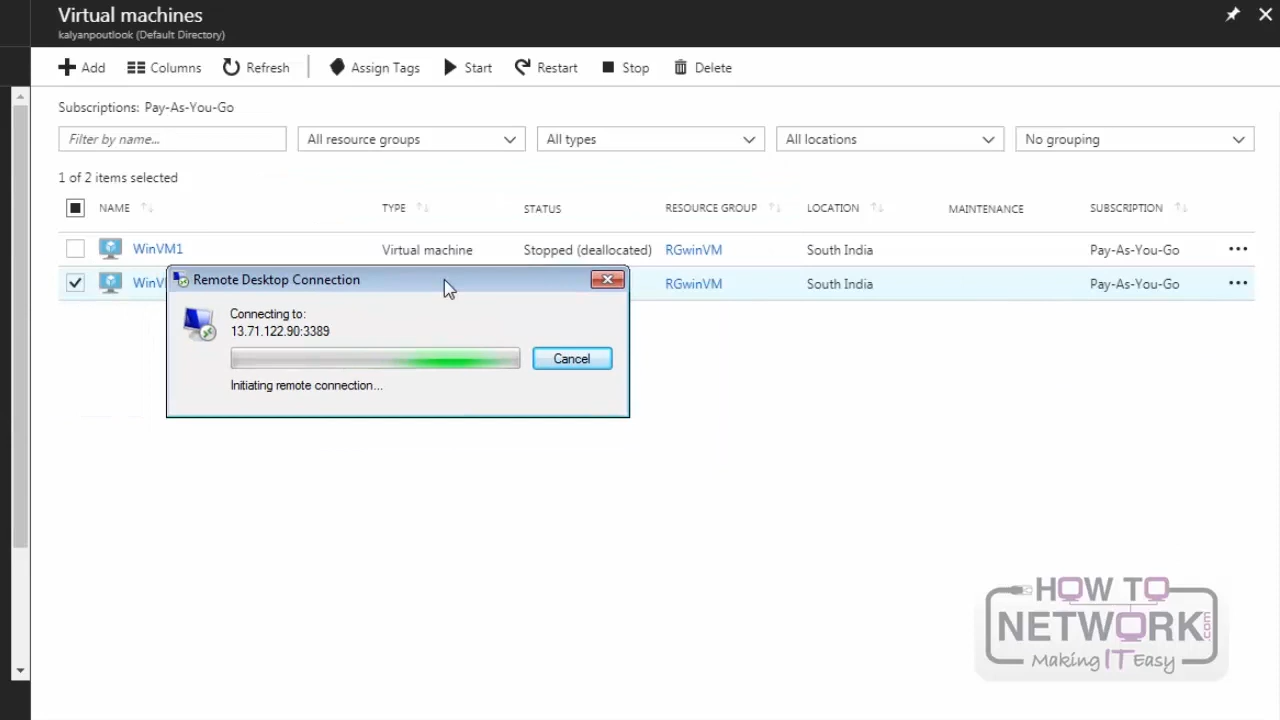 Virtual machines
kalyanpoutlook (Default Directory)
Add Columns Refresh Assign Tags Start Restart Stop Delete
Subscriptions: Pay-As-You-Go
Filter by name... All resource groups All types All locations No grouping
1 of 2 items selected
NAME TYPE STATUS RESOURCE GROUP LOCATION MAINTENANCE SUBSCRIPTION
WinVM1 Virtual machine Stopped (deallocated) RGwinVM South India Pay-As-You-Go
RGwinVM South India Pay-As-You-Go
Remote Desktop Connection
Connecting to:
13.71.122.90:3389
Cancel
Initiating remote connection...
HOW TO
NETWORK.com
Making IT Easy